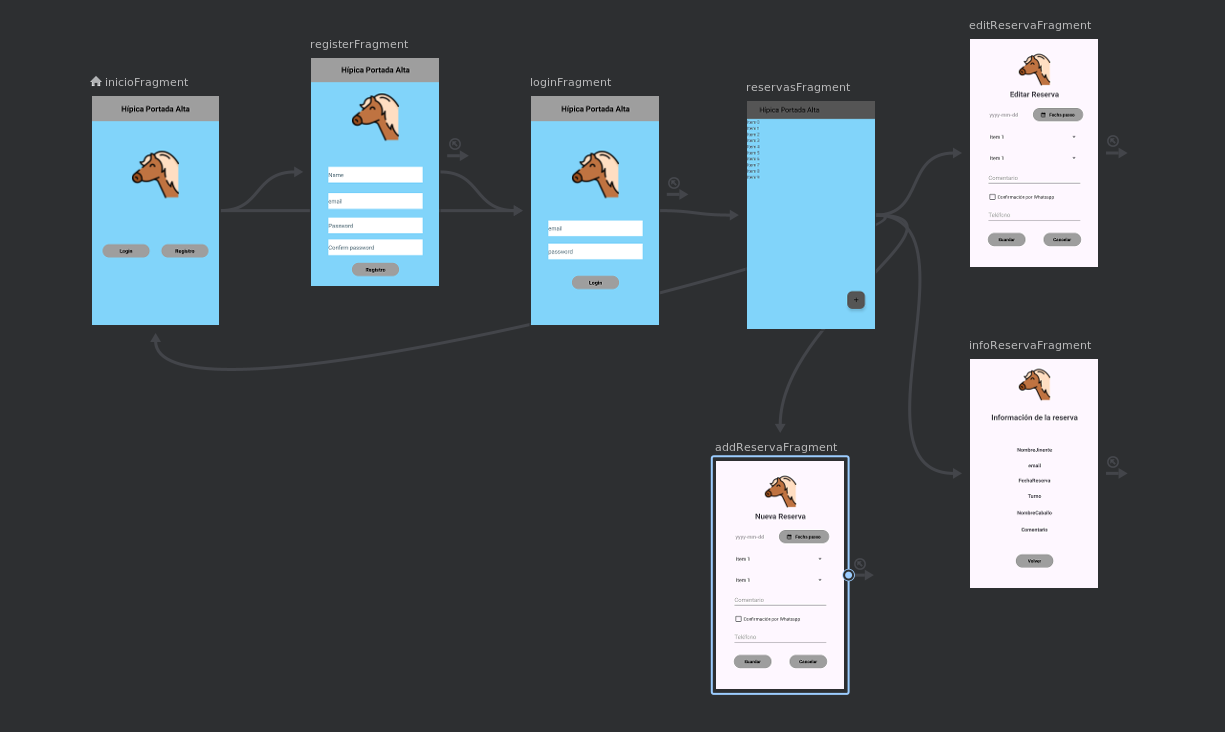 inicioFragment
Hípica Portada Alta
Login
Registro
registerFragment
Hípica Portada Alta
Name
email
Password
Confirm password
Registro
loginFragment
Hípica Portada Alta
email
password
Login
reservasFragment
Hípica Portada Alta
Item 0
Item 1
Item 2
Item 3
Item 4
Item 5
Item 6
Item 7
Item 8
Item 9
+
editReservaFragment
Editar Reserva
yyyy-mm-dd
Fecha paseo
Item 1
Item 1
Comentario
Confirmación por Whatsapp
Teléfono
Guardar
Cancelar
infoReservaFragment
Información de la reserva
NombreJinete
email
FechaReserva
Turno
NombreCaballo
Comentario
Volver
addReservaFragment
Nueva Reserva
yyyy-mm-dd
Fecha paseo
Item 1
Item 1
Comentario
Confirmación por Whatsapp
Teléfono
Guardar
Cancelar